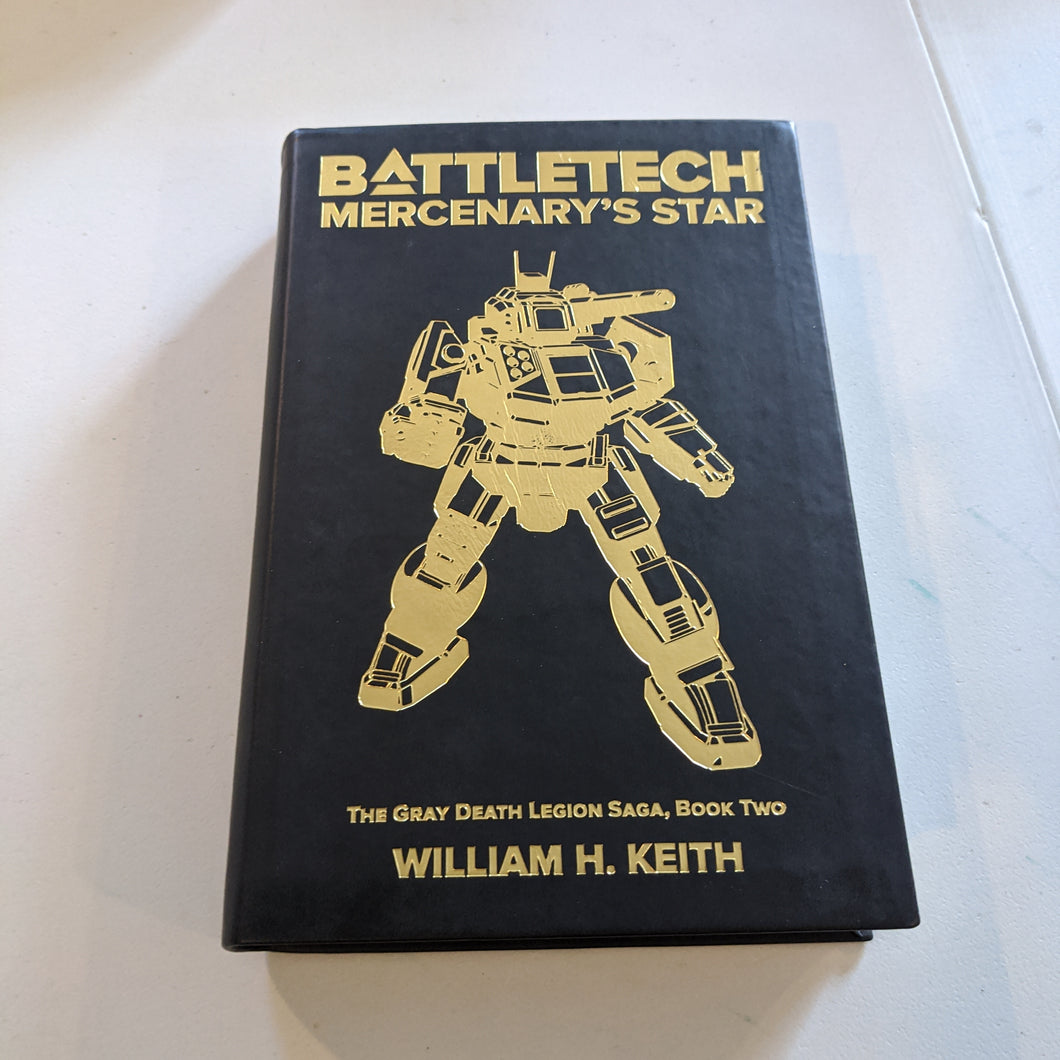 BATTLETECH
MERCENARY'S STAR
THE GRAY DEATH LEGION SAGA, BOOK TWO
WILLIAM H. KEITH